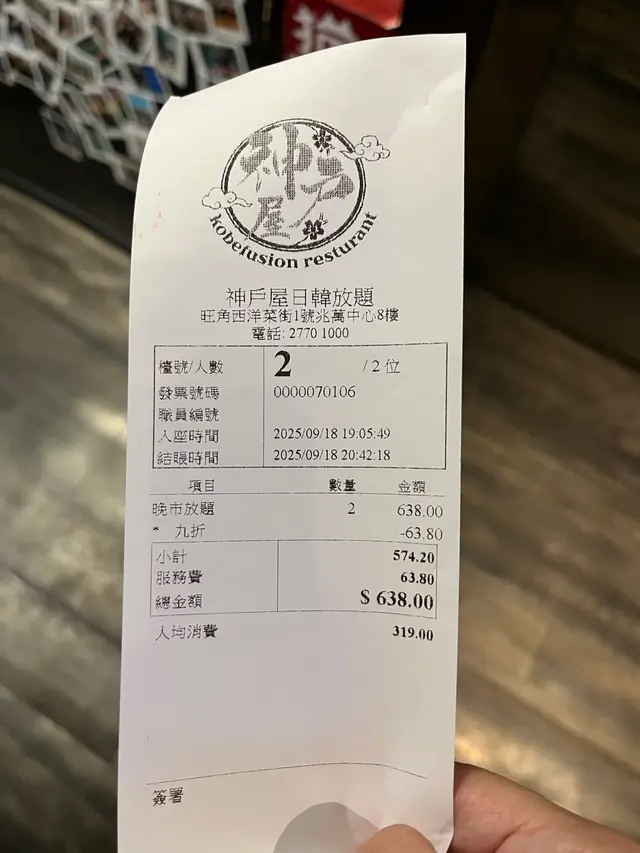 神戶屋
kobefusion resturant
神戶屋日韓放題
旺角西洋菜街1號兆萬中心8樓
電話: 2770 1000
檯號/人數 2 / 2 位
發票號碼 0000070106
職員編號
入座時間 2025/09/18 19:05:49
結賬時間 2025/09/18 20:42:18
項目 數量 金額
晚市放題 2 638.00
* 九折 -63.80
小計 574.20
服務費 63.80
總金額 $ 638.00
人均消費 319.00
簽署